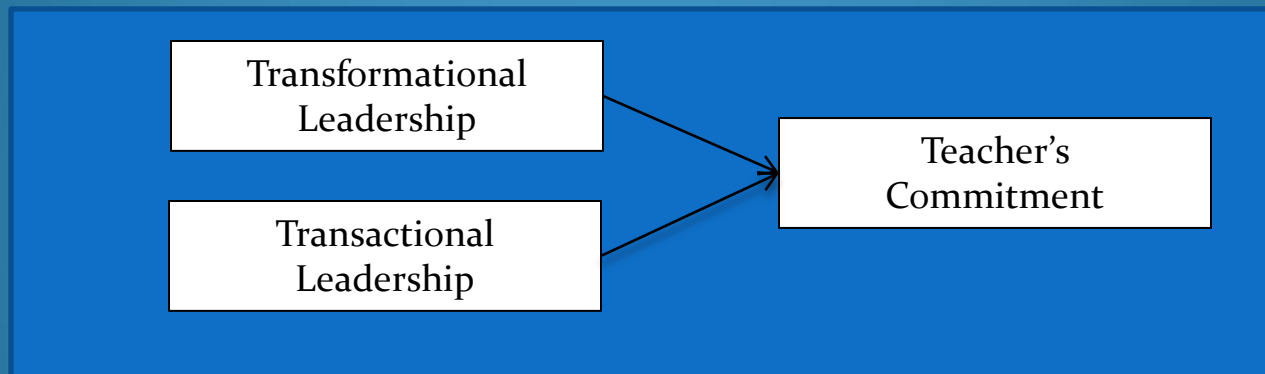 Transformational
Leadership
Transactional
Leadership
Teacher’s
Commitment